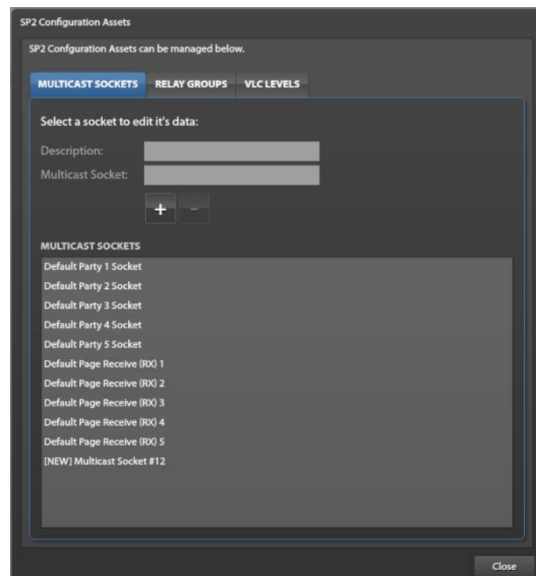 SP2 Configuration Assets
SP2 Confguration Assets can be managed below.
MULTICAST SOCKETS RELAY GROUPS VLC LEVELS
Select a socket to edit it's data:
Description:
Multicast Socket:
+ -
MULTICAST SOCKETS
Default Party 1 Socket
Default Party 2 Socket
Default Party 3 Socket
Default Party 4 Socket
Default Party 5 Socket
Default Page Receive (RX) 1
Default Page Receive (RX) 2
Default Page Receive (RX) 3
Default Page Receive (RX) 4
Default Page Receive (RX) 5
[NEW] Multicast Socket #12
Close